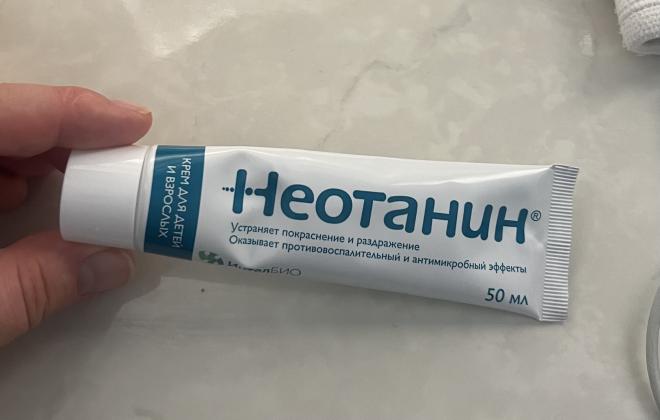 КРЕМ ДЛЯ ДЕТЕЙ
И ВЗРОСЛЫХ
Неотанин®
Устраняет покраснение и раздражение
Оказывает противовоспалительный и антимикробный эффекты
50 мл